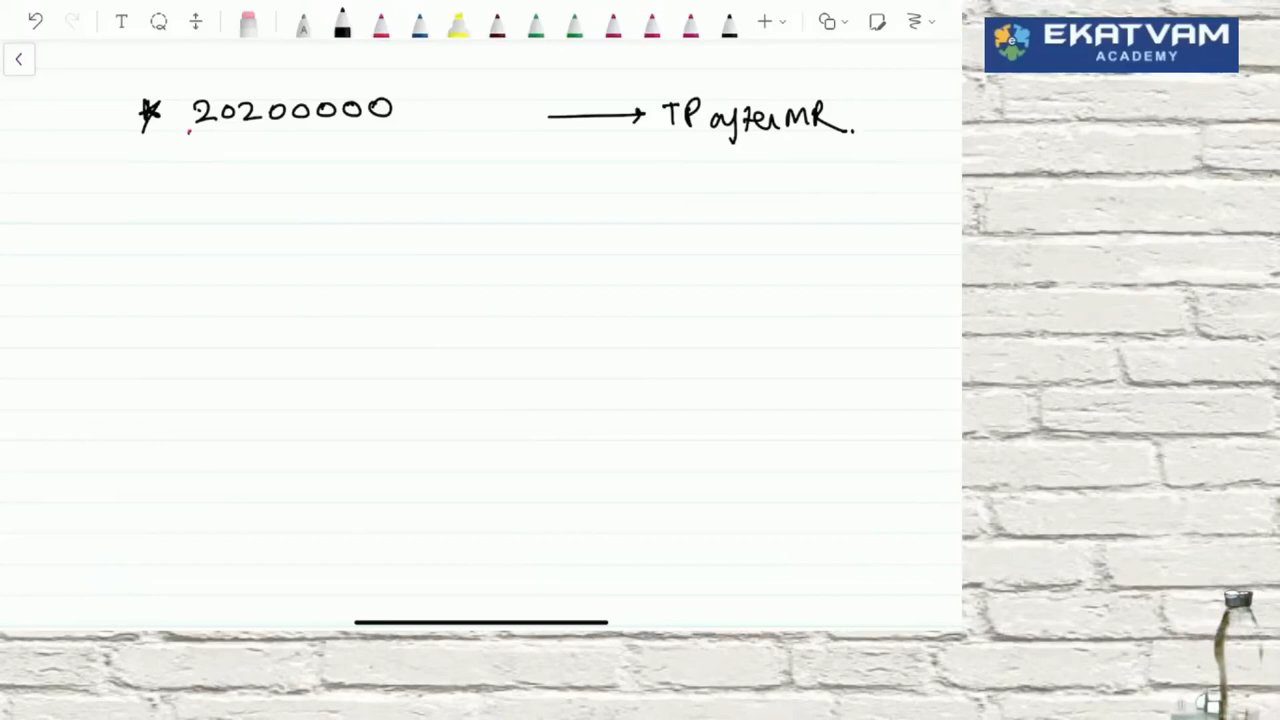 EKATVAM
ACADEMY
* 20200000 → TP after MR.